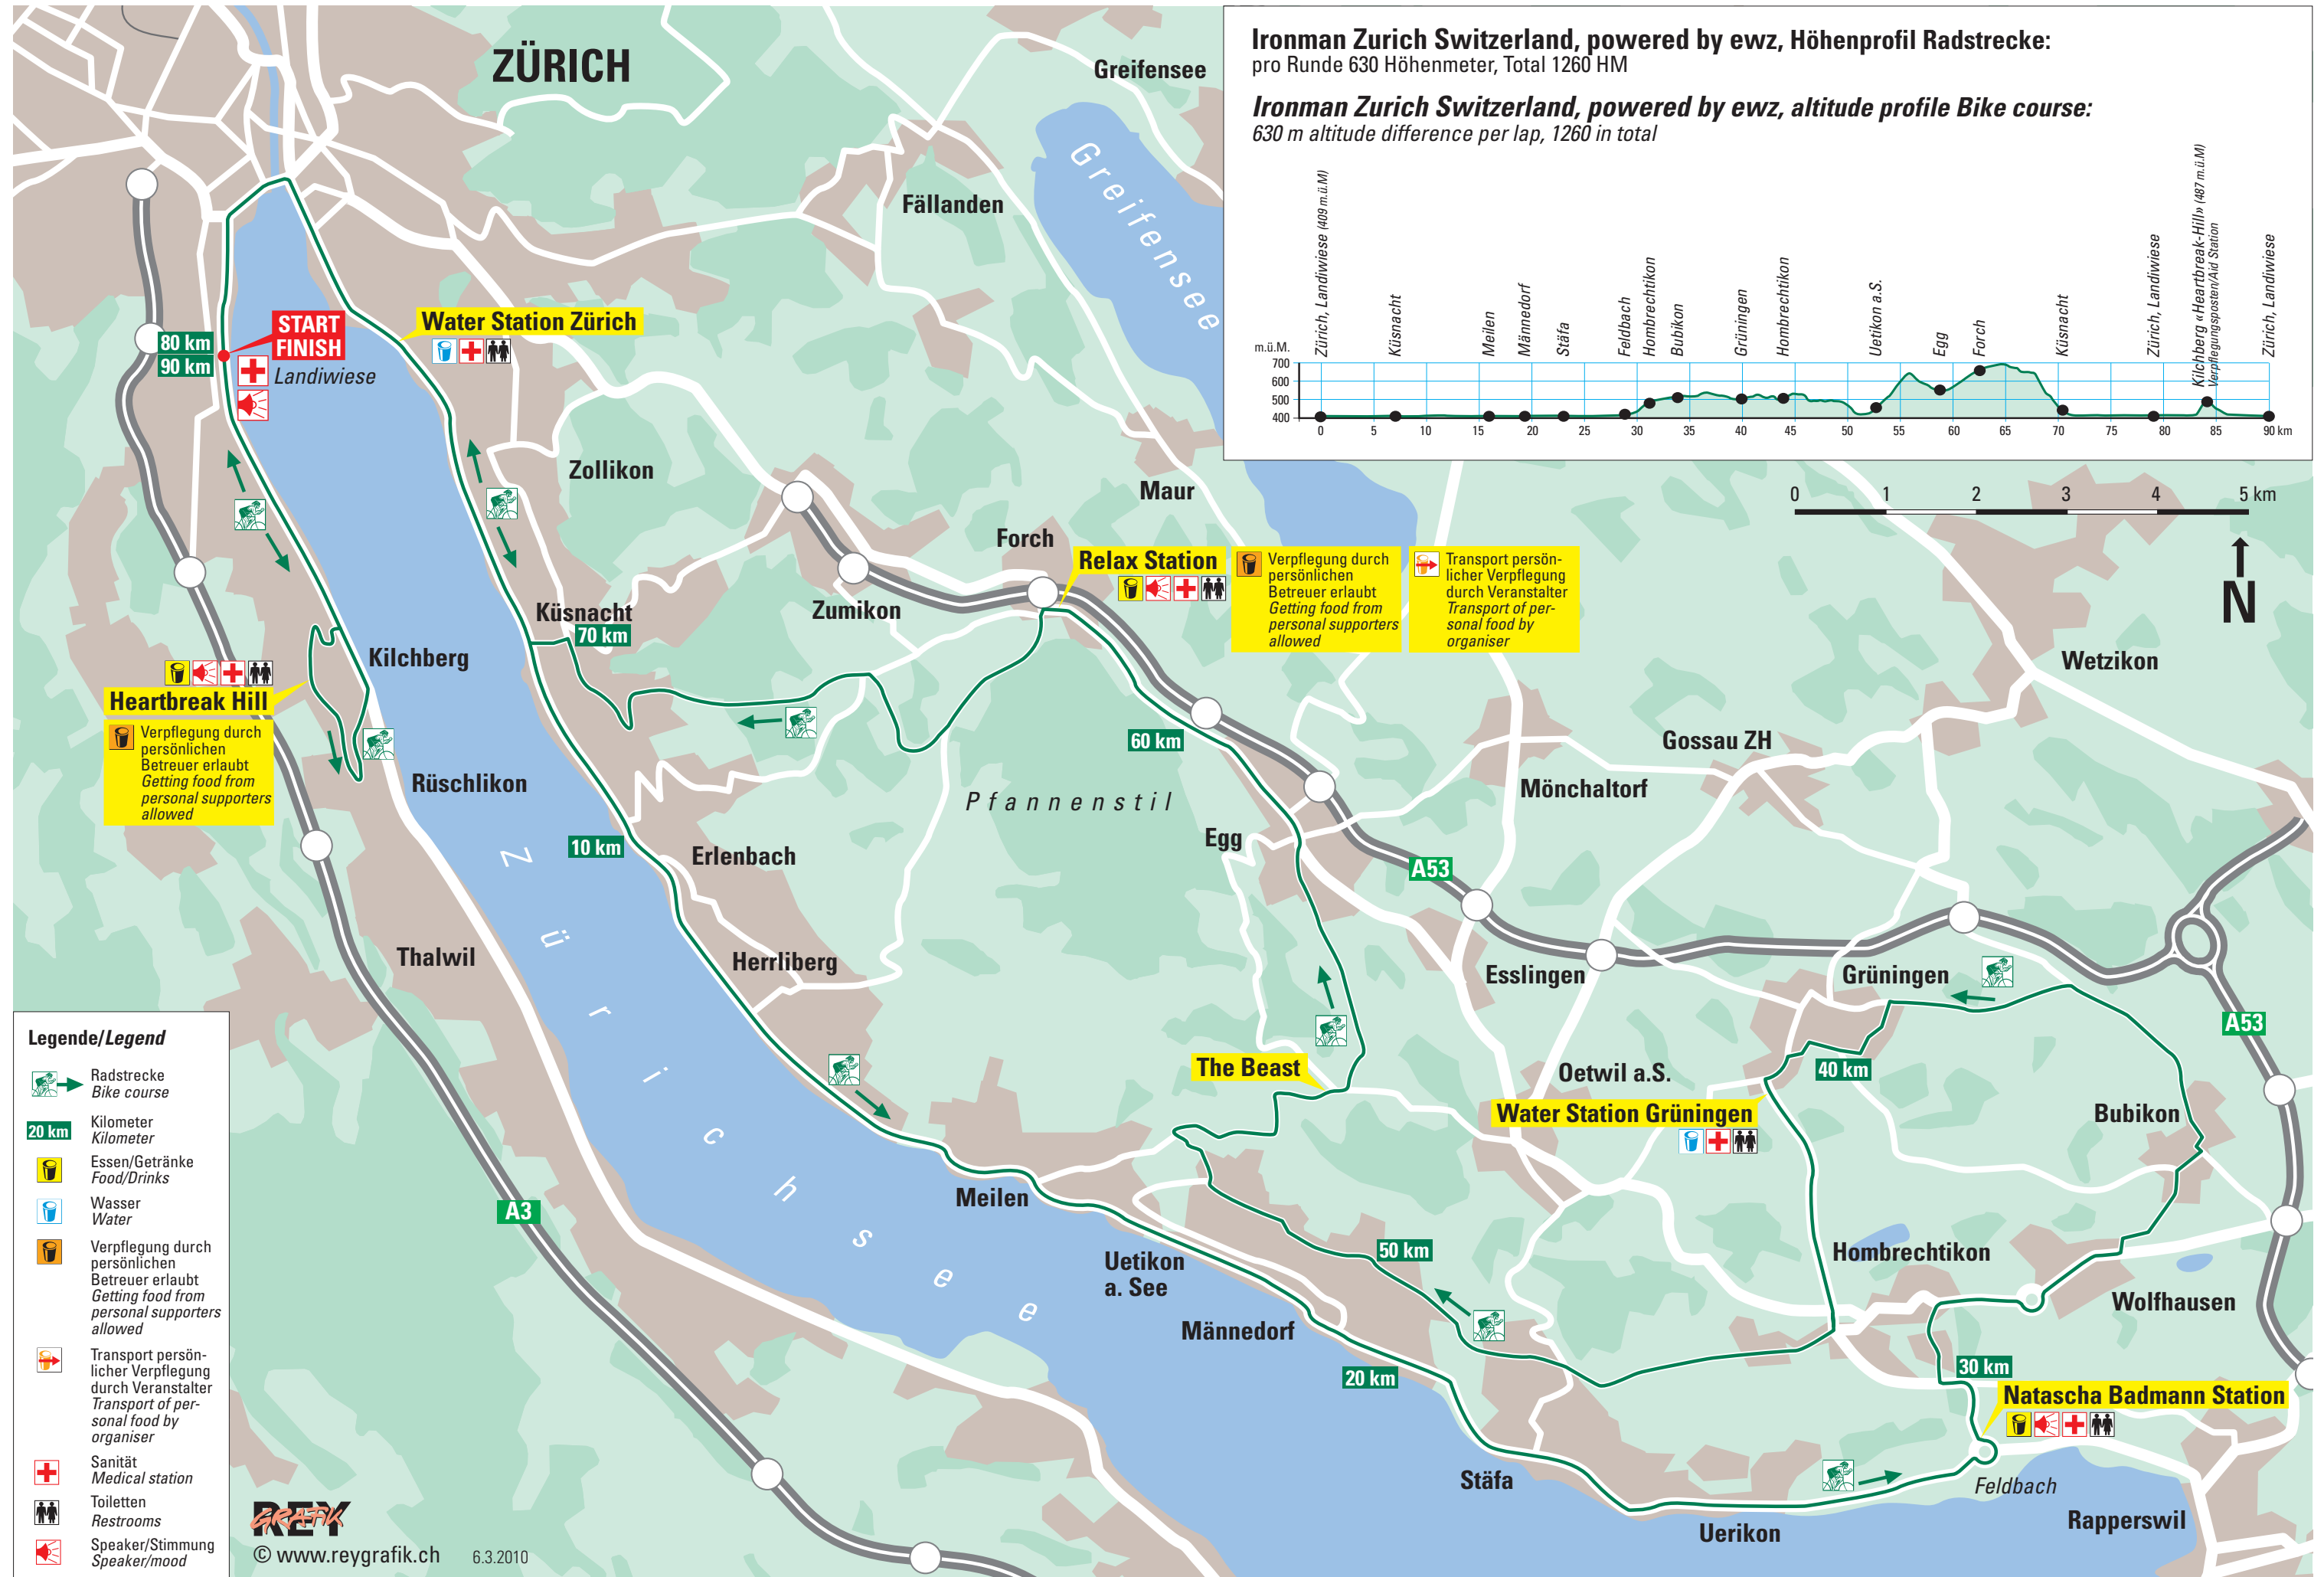 ZÜRICH
Greifensee
Greifensee
Fällanden
Ironman Zurich Switzerland, powered by ewz, Höhenprofil Radstrecke:
pro Runde 630 Höhenmeter, Total 1260 HM
Ironman Zurich Switzerland, powered by ewz, altitude profile Bike course:
630 m altitude difference per lap, 1260 in total
Zürich, Landiwiese (409 m.ü.M)
Küsnacht
Meilen
Männedorf
Stäfa
Feldbach
Hombrechtikon
Bubikon
Grüningen
Hombrechtikon
Uetikon a.S.
Egg
Forch
Küsnacht
Zürich, Landiwiese
Kilchberg «Heartbreak-Hill» (487 m.ü.M)
Verpflegungsposten/Aid Station
Zürich, Landiwiese
m.ü.M.
700
600
500
400
0 5 10 15 20 25 30 35 40 45 50 55 60 65 70 75 80 85 90 km
0 1 2 3 4 5 km
N
START
FINISH
80 km
90 km
Landiwiese
Water Station Zürich
Zollikon
Maur
Forch
Relax Station
Verpflegung durch
persönlichen
Betreuer erlaubt
Getting food from
personal supporters
allowed
Transport persön-
licher Verpflegung
durch Veranstalter
Transport of per-
sonal food by
organiser
Küsnacht
70 km
Zumikon
Kilchberg
Heartbreak Hill
Verpflegung durch
persönlichen
Betreuer erlaubt
Getting food from
personal supporters
allowed
Rüschlikon
Wetzikon
60 km
Gossau ZH
Mönchaltorf
Pfannenstil
Egg
10 km
Erlenbach
A53
Zürichsee
Thalwil
Herrliberg
Esslingen
Grüningen
A53
The Beast
Oetwil a.S.
40 km
Water Station Grüningen
Bubikon
A3
Meilen
Uetikon
a. See
50 km
Hombrechtikon
Wolfhausen
Männedorf
20 km
30 km
Natascha Badmann Station
Stäfa
Feldbach
Uerikon
Rapperswil
Legende/Legend
Radstrecke
Bike course
20 km
Kilometer
Kilometer
Essen/Getränke
Food/Drinks
Wasser
Water
Verpflegung durch
persönlichen
Betreuer erlaubt
Getting food from
personal supporters
allowed
Transport persön-
licher Verpflegung
durch Veranstalter
Transport of per-
sonal food by
organiser
Sanität
Medical station
Toiletten
Restrooms
Speaker/Stimmung
Speaker/mood
REY
GRAFIK
© www.reygrafik.ch 6.3.2010